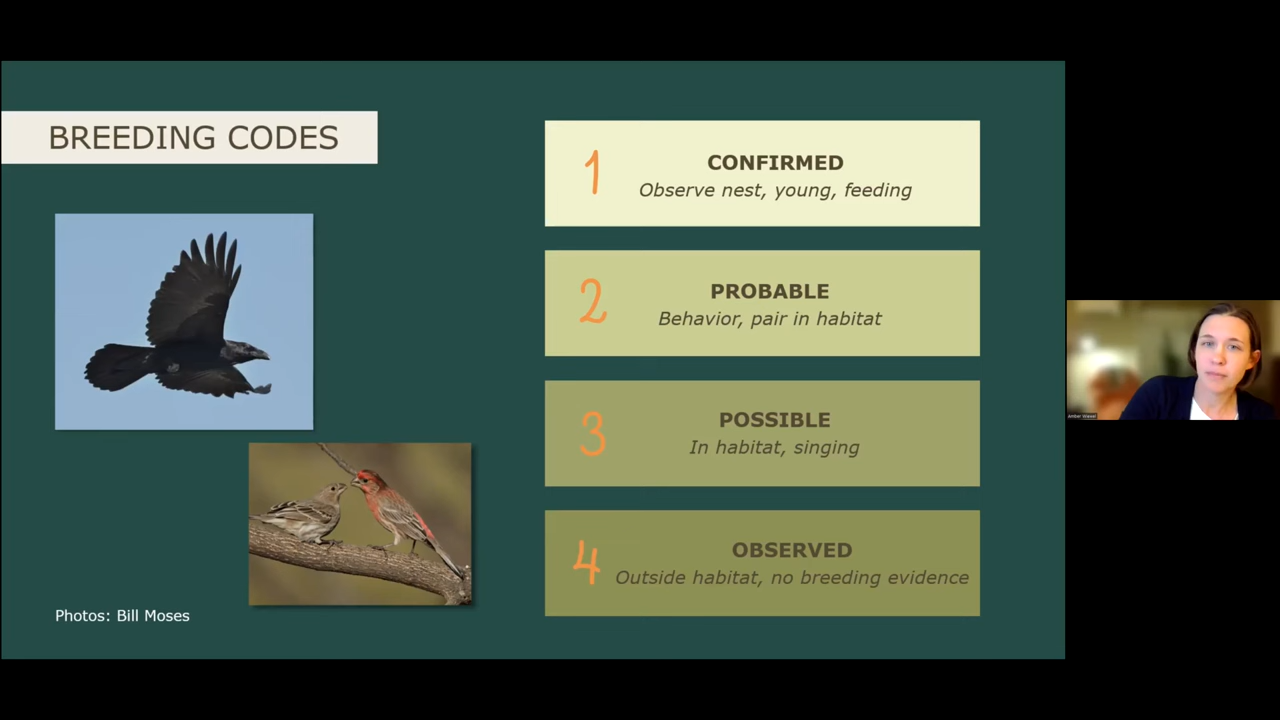 BREEDING CODES
1
CONFIRMED
Observe nest, young, feeding
2
PROBABLE
Behavior, pair in habitat
3
POSSIBLE
In habitat, singing
4
OBSERVED
Outside habitat, no breeding evidence
Photos: Bill Moses